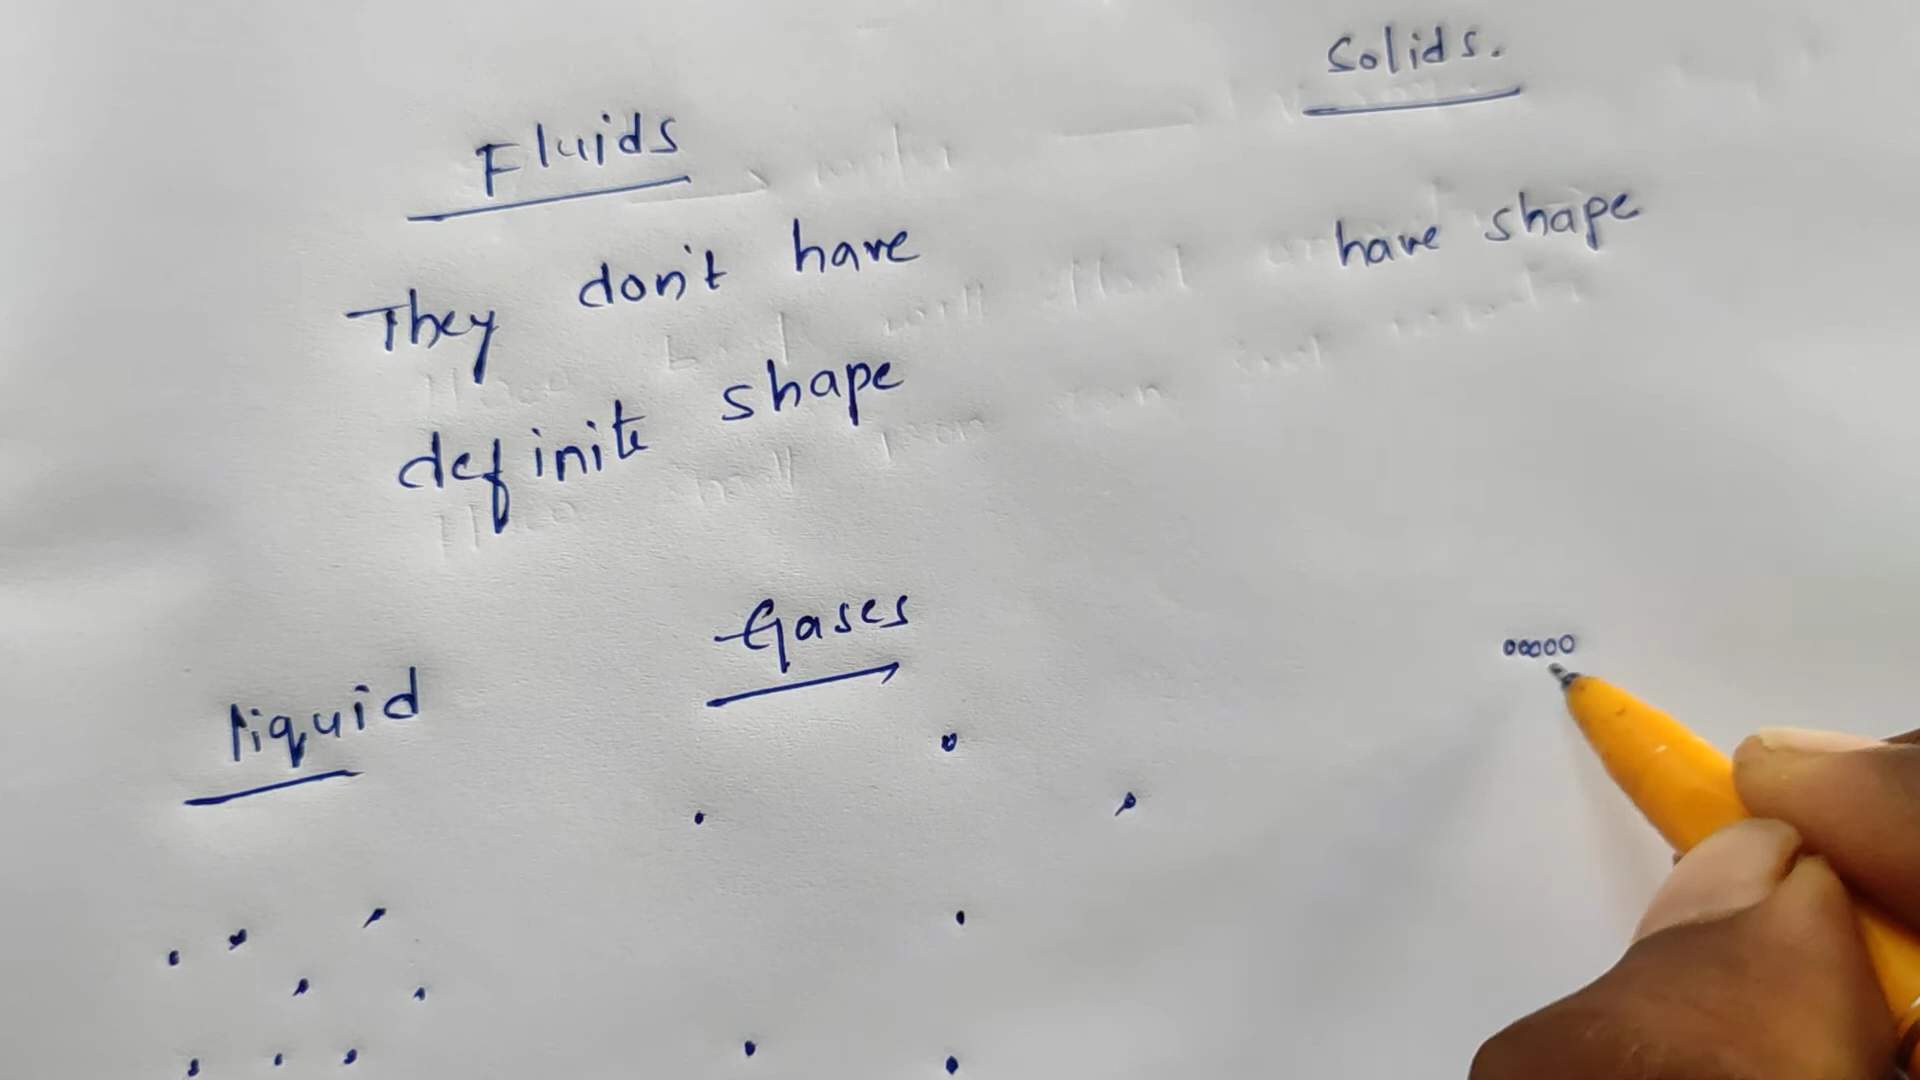 Solids.
Fluids
They don't have
have shape
definite shape
Gases
liquid